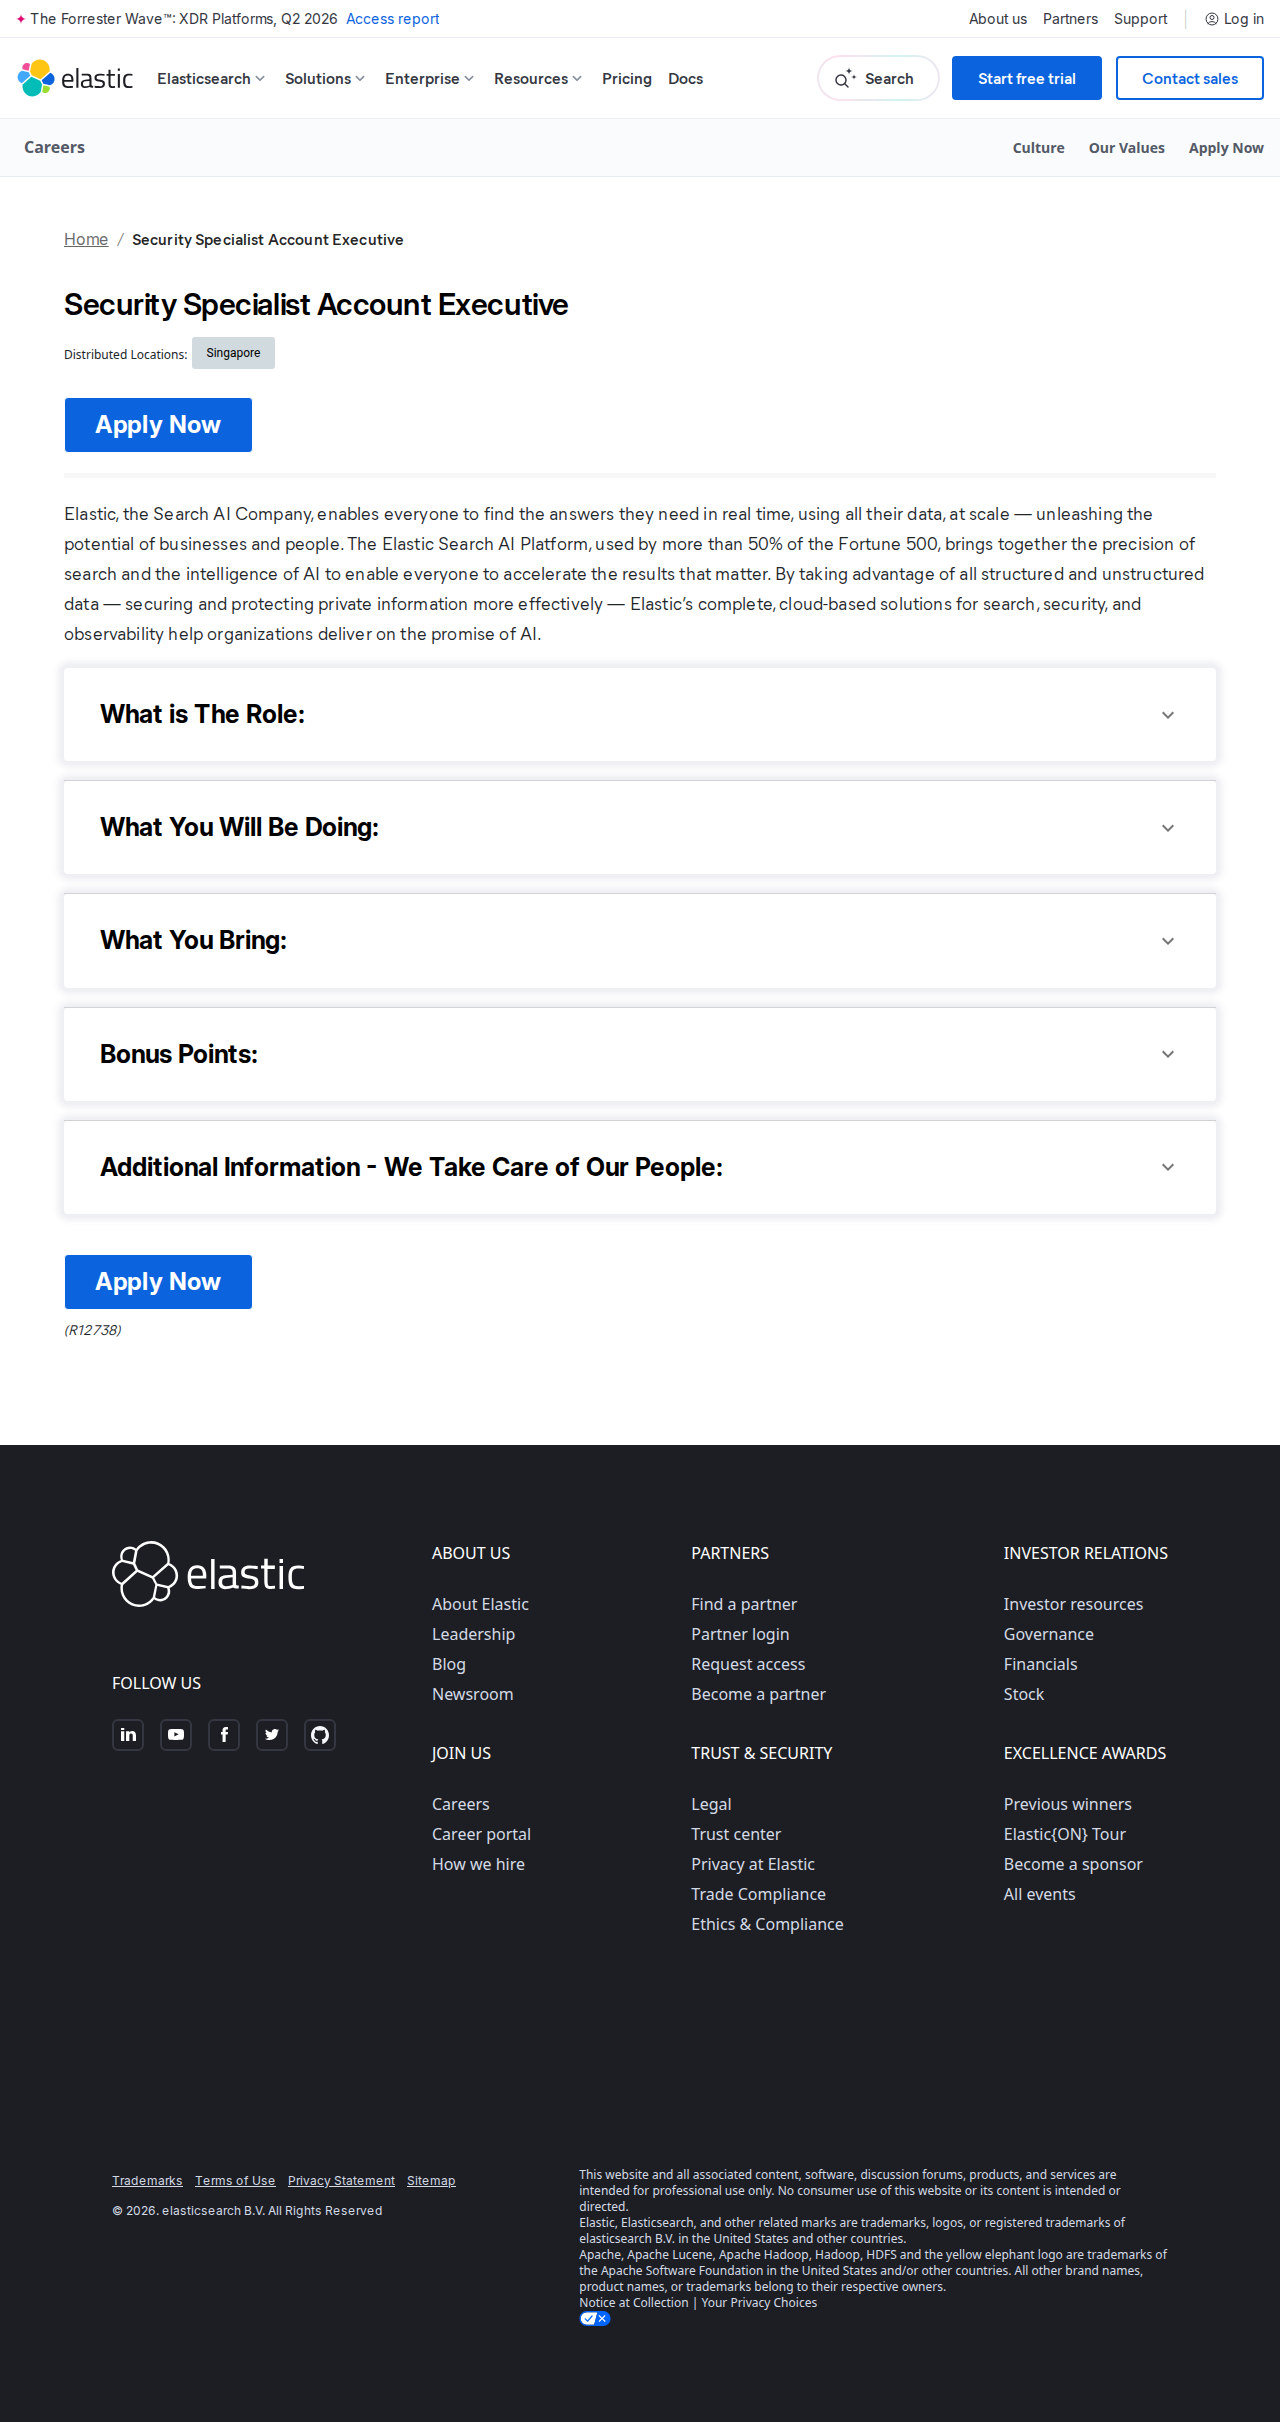 The Forrester Wave™: XDR Platforms, Q2 2026 Access report
About us Partners Support Log in
elastic Elasticsearch Solutions Enterprise Resources Pricing Docs Search Start free trial Contact sales
Careers Culture Our Values Apply Now
Home / Security Specialist Account Executive
Security Specialist Account Executive
Distributed Locations: Singapore
Apply Now
Elastic, the Search AI Company, enables everyone to find the answers they need in real time, using all their data, at scale — unleashing the
potential of businesses and people. The Elastic Search AI Platform, used by more than 50% of the Fortune 500, brings together the precision of
search and the intelligence of AI to enable everyone to accelerate the results that matter. By taking advantage of all structured and unstructured
data — securing and protecting private information more effectively — Elastic’s complete, cloud-based solutions for search, security, and
observability help organizations deliver on the promise of AI.
What is The Role:
What You Will Be Doing:
What You Bring:
Bonus Points:
Additional Information - We Take Care of Our People:
Apply Now
(R12738)
elastic
FOLLOW US
ABOUT US
About Elastic
Leadership
Blog
Newsroom
PARTNERS
Find a partner
Partner login
Request access
Become a partner
INVESTOR RELATIONS
Investor resources
Governance
Financials
Stock
JOIN US
Careers
Career portal
How we hire
TRUST & SECURITY
Legal
Trust center
Privacy at Elastic
Trade Compliance
Ethics & Compliance
EXCELLENCE AWARDS
Previous winners
Elastic{ON} Tour
Become a sponsor
All events
Trademarks Terms of Use Privacy Statement Sitemap
© 2026. elasticsearch B.V. All Rights Reserved
This website and all associated content, software, discussion forums, products, and services are
intended for professional use only. No consumer use of this website or its content is intended or
directed.
Elastic, Elasticsearch, and other related marks are trademarks, logos, or registered trademarks of
elasticsearch B.V. in the United States and other countries.
Apache, Apache Lucene, Apache Hadoop, Hadoop, HDFS and the yellow elephant logo are trademarks of
the Apache Software Foundation in the United States and/or other countries. All other brand names,
product names, or trademarks belong to their respective owners.
Notice at Collection | Your Privacy Choices